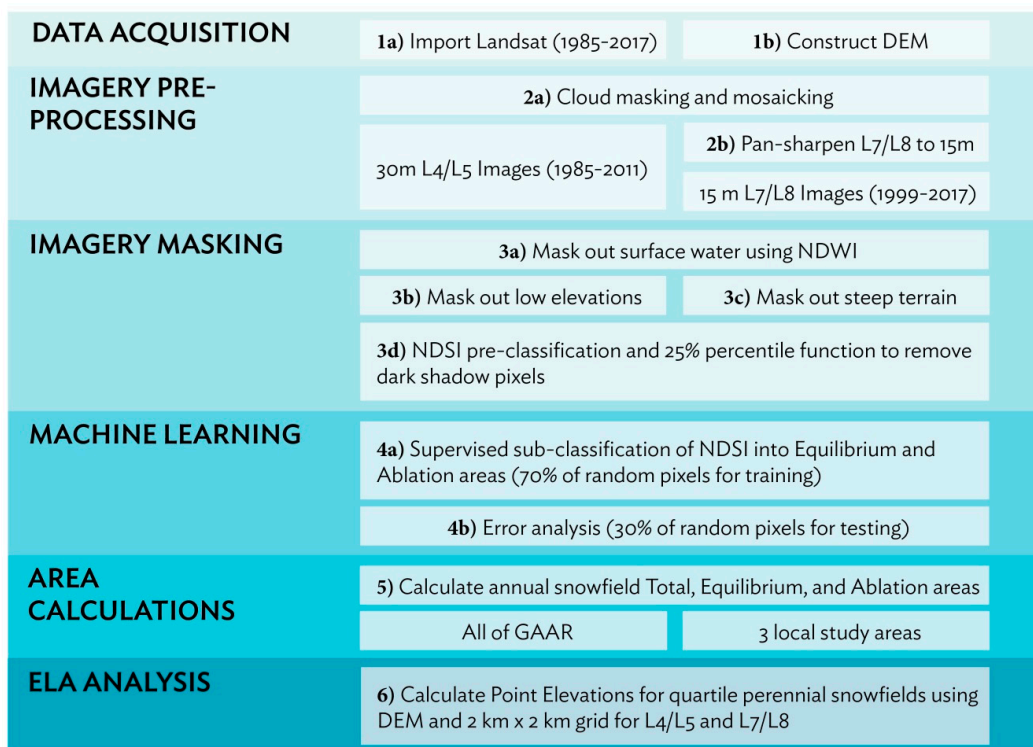 DATA ACQUISITION
1a) Import Landsat (1985-2017)
1b) Construct DEM
IMAGERY PRE-
PROCESSING
2a) Cloud masking and mosaicking
30m L4/L5 Images (1985-2011)
2b) Pan-sharpen L7/L8 to 15m
15 m L7/L8 Images (1999-2017)
IMAGERY MASKING
3a) Mask out surface water using NDWI
3b) Mask out low elevations
3c) Mask out steep terrain
3d) NDSI pre-classification and 25% percentile function to remove
dark shadow pixels
MACHINE LEARNING
4a) Supervised sub-classification of NDSI into Equilibrium and
Ablation areas (70% of random pixels for training)
4b) Error analysis (30% of random pixels for testing)
AREA
CALCULATIONS
5) Calculate annual snowfield Total, Equilibrium, and Ablation areas
All of GAAR
3 local study areas
ELA ANALYSIS
6) Calculate Point Elevations for quartile perennial snowfields using
DEM and 2 km x 2 km grid for L4/L5 and L7/L8